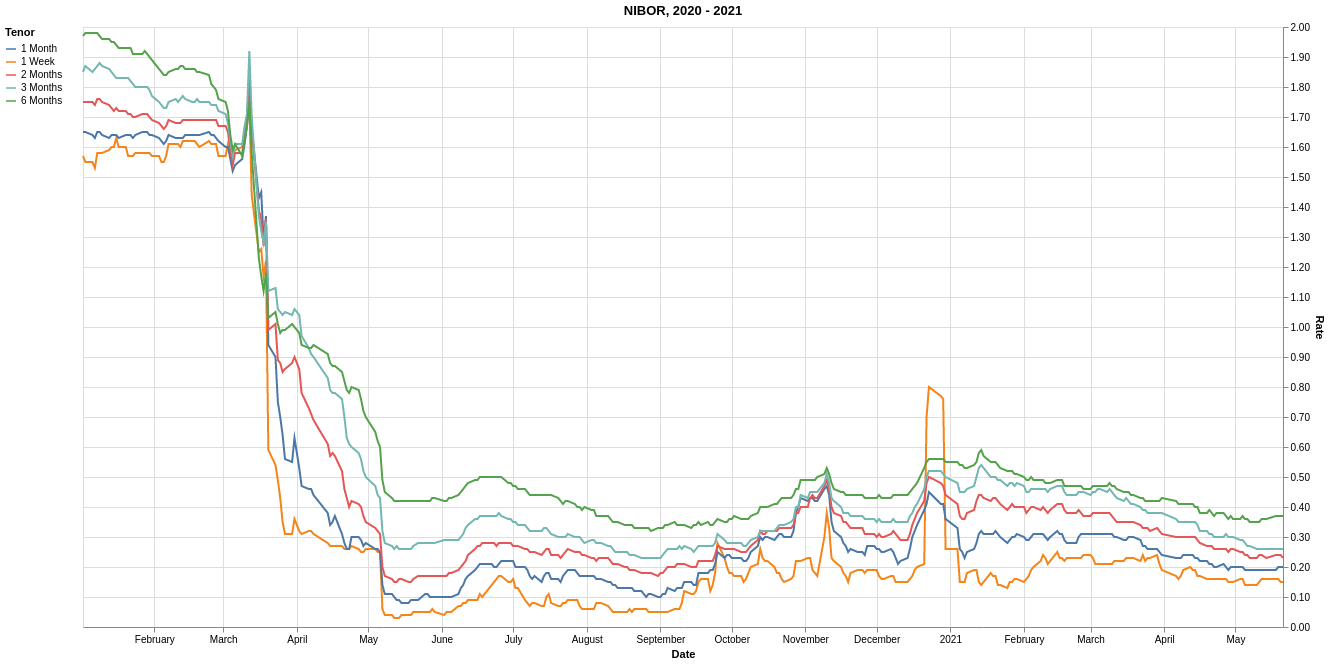 NIBOR, 2020 - 2021
Tenor
1 Month
1 Week
2 Months
3 Months
6 Months
2.00
1.90
1.80
1.70
1.60
1.50
1.40
1.30
1.20
1.10
1.00
0.90
0.80
0.70
0.60
0.50
0.40
0.30
0.20
0.10
0.00
Rate
February March April May June July August September October November December 2021 February March April May
Date